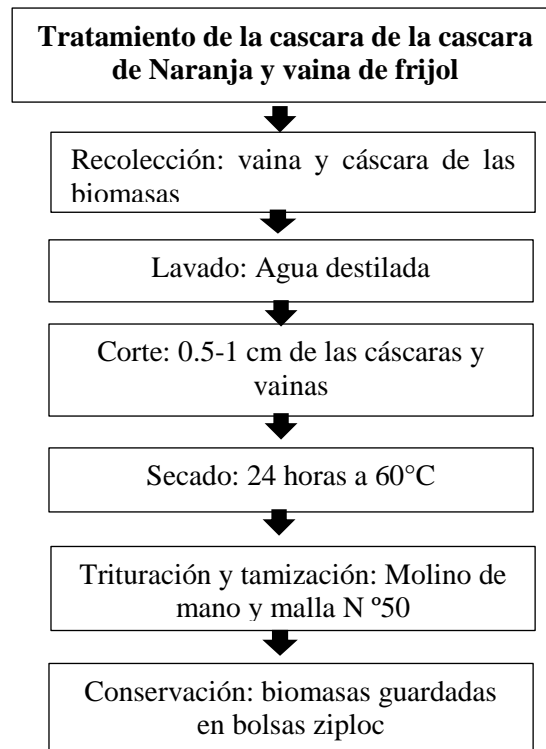 Tratamiento de la cascara de la cascara
de Naranja y vaina de frijol
Recolección: vaina y cáscara de las
biomasas
Lavado: Agua destilada
Corte: 0.5-1 cm de las cáscaras y
vainas
Secado: 24 horas a 60°C
Trituración y tamización: Molino de
mano y malla N º50
Conservación: biomasas guardadas
en bolsas ziploc